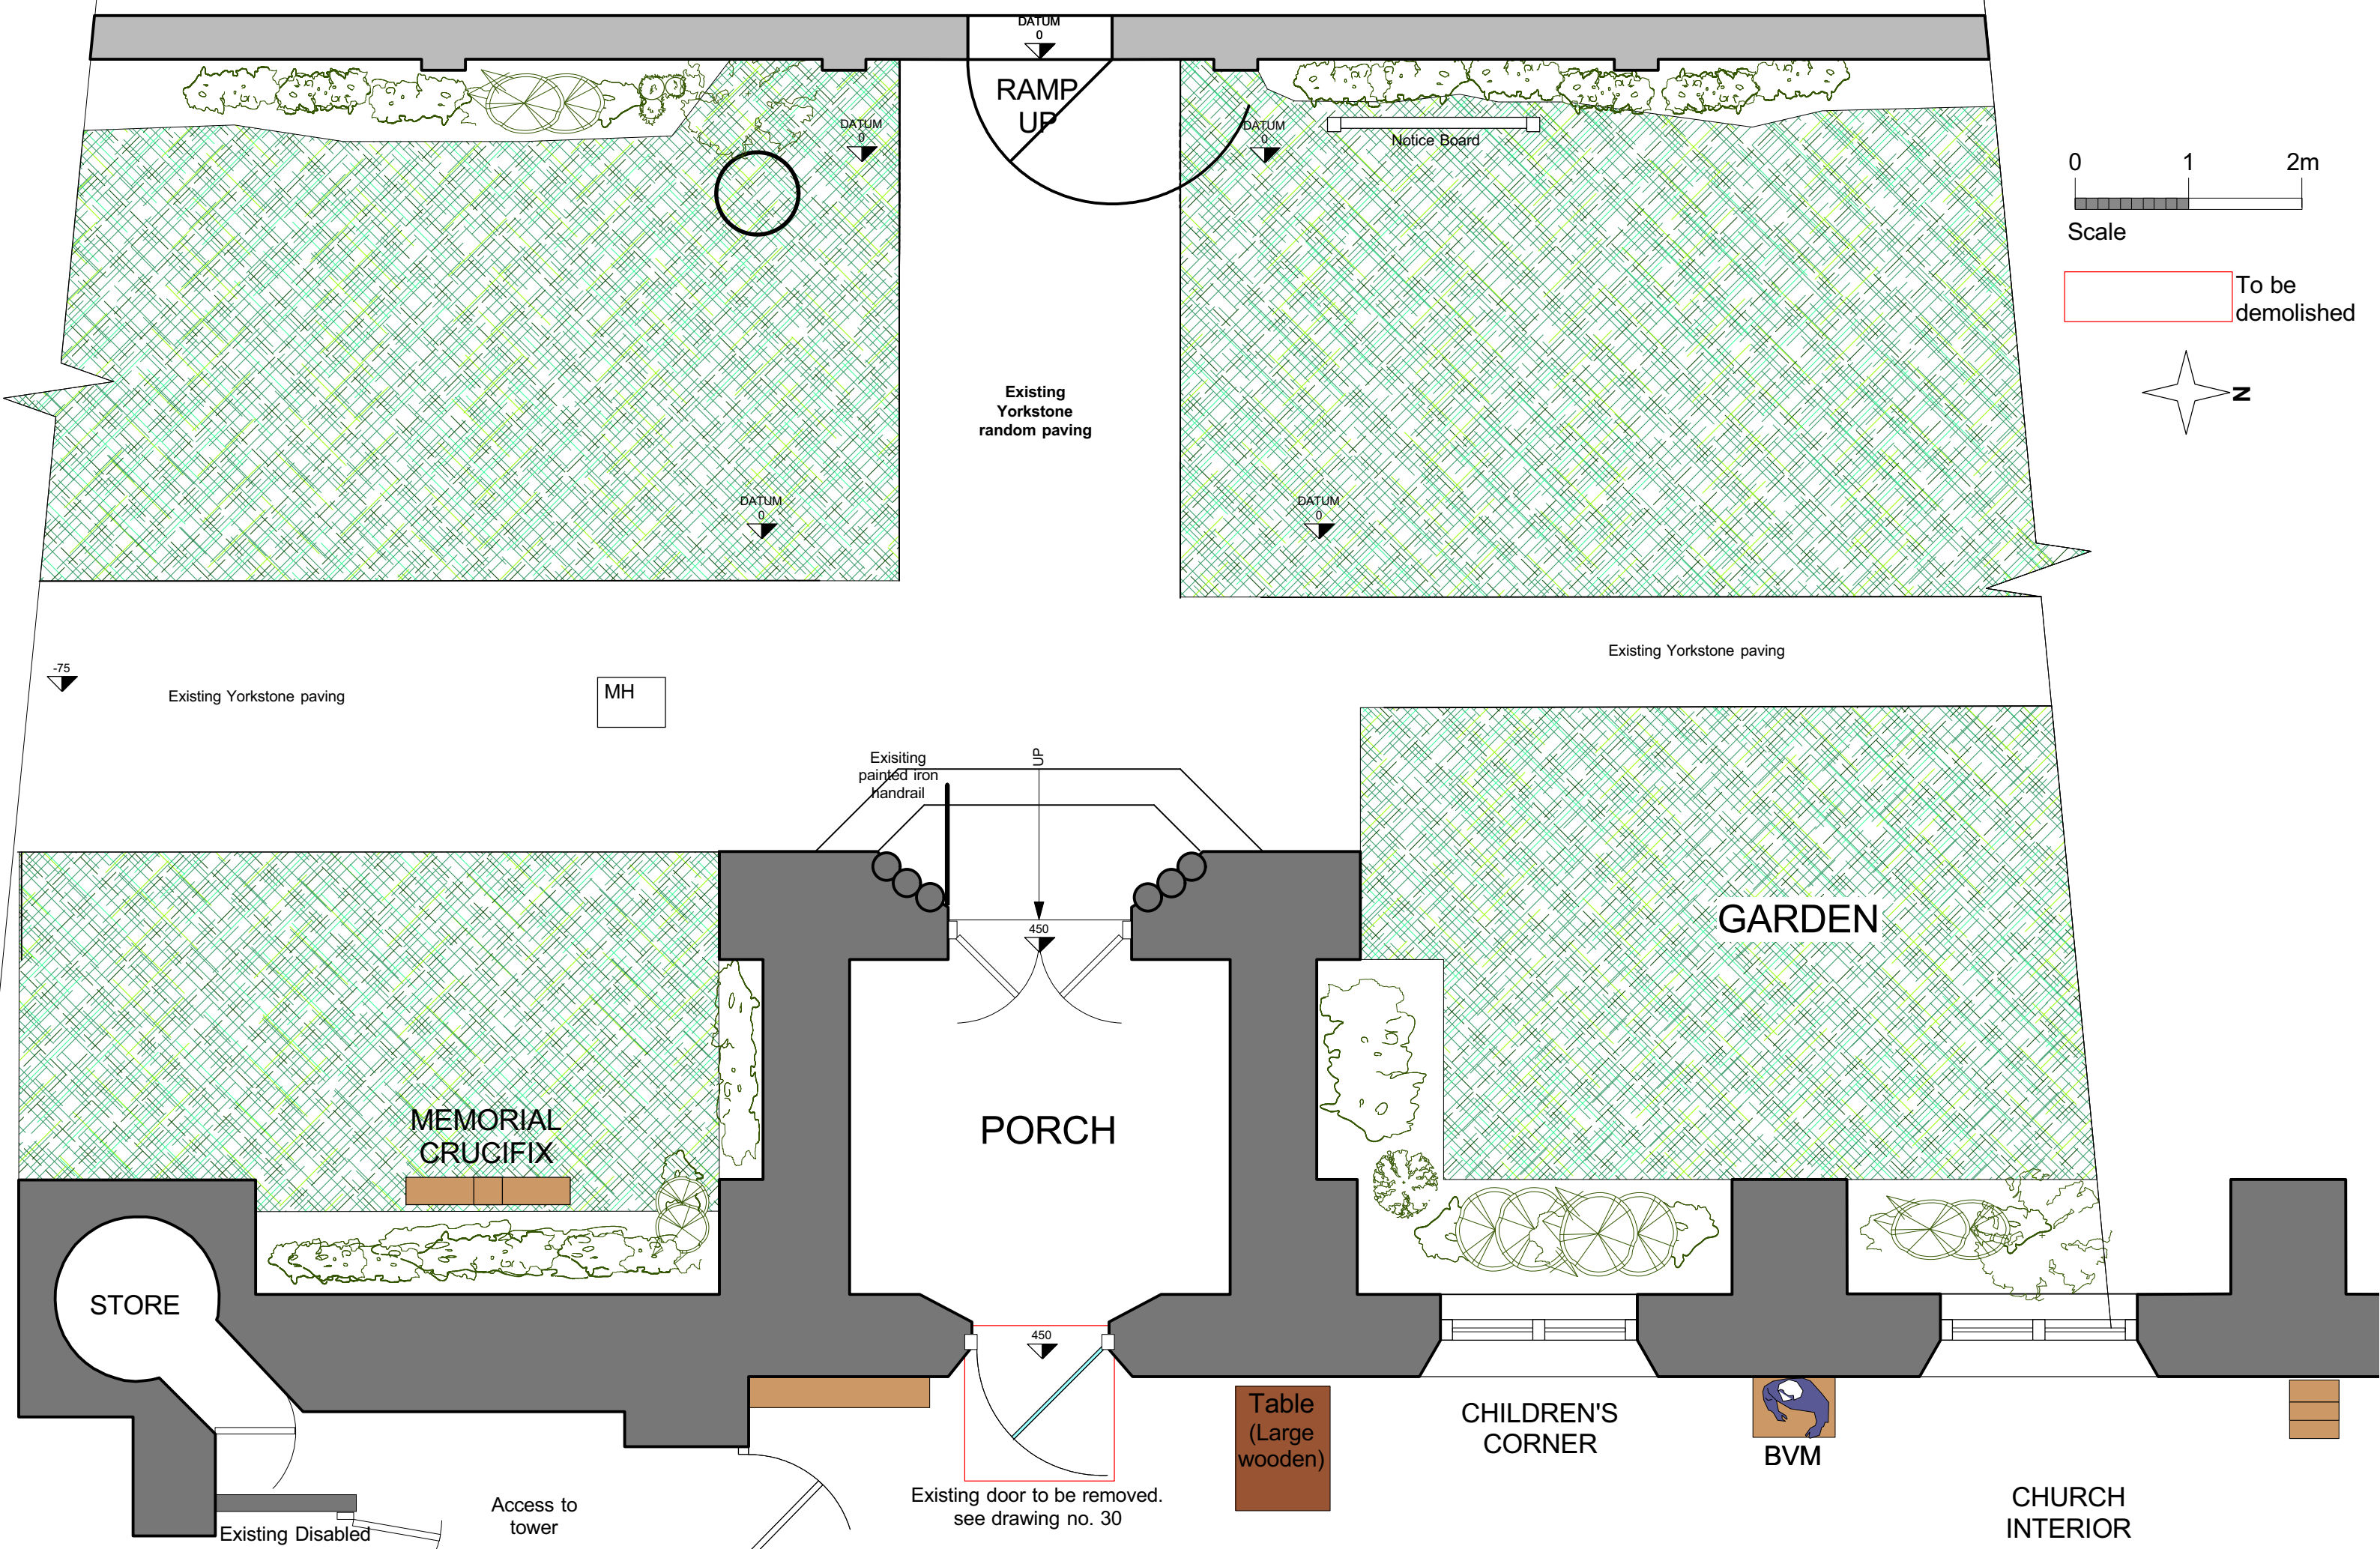 DATUM
0
RAMP
UP
DATUM
0
DATUM
0
Notice Board
0 1 2m
Scale
To be
demolished
N
Existing
Yorkstone
random paving
DATUM
0
DATUM
0
Existing Yorkstone paving
-75
Existing Yorkstone paving
MH
UP
Exisiting
painted iron
handrail
450
GARDEN
MEMORIAL
CRUCIFIX
PORCH
STORE
450
Table
(Large
wooden)
CHILDREN'S
CORNER
BVM
Existing door to be removed.
see drawing no. 30
Access to
tower
Existing Disabled
CHURCH
INTERIOR